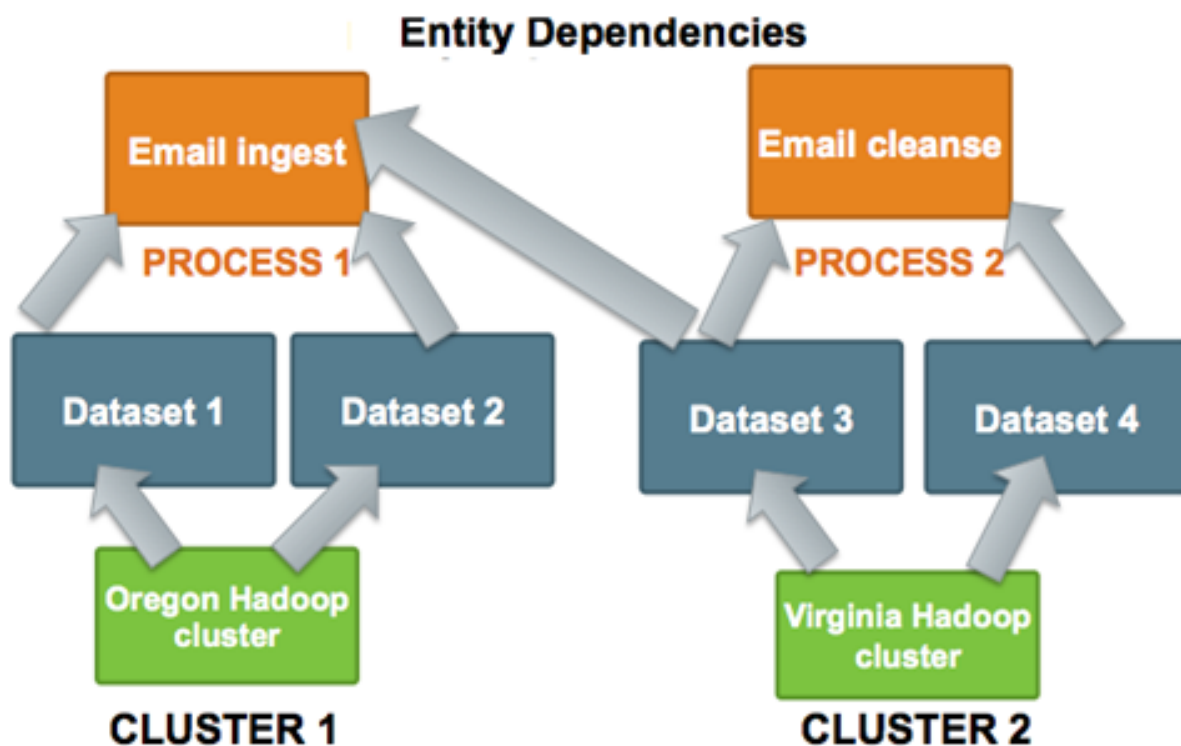 Entity Dependencies
Email ingest
Email cleanse
PROCESS 1
PROCESS 2
Dataset 1
Dataset 2
Dataset 3
Dataset 4
Oregon Hadoop
cluster
Virginia Hadoop
cluster
CLUSTER 1
CLUSTER 2